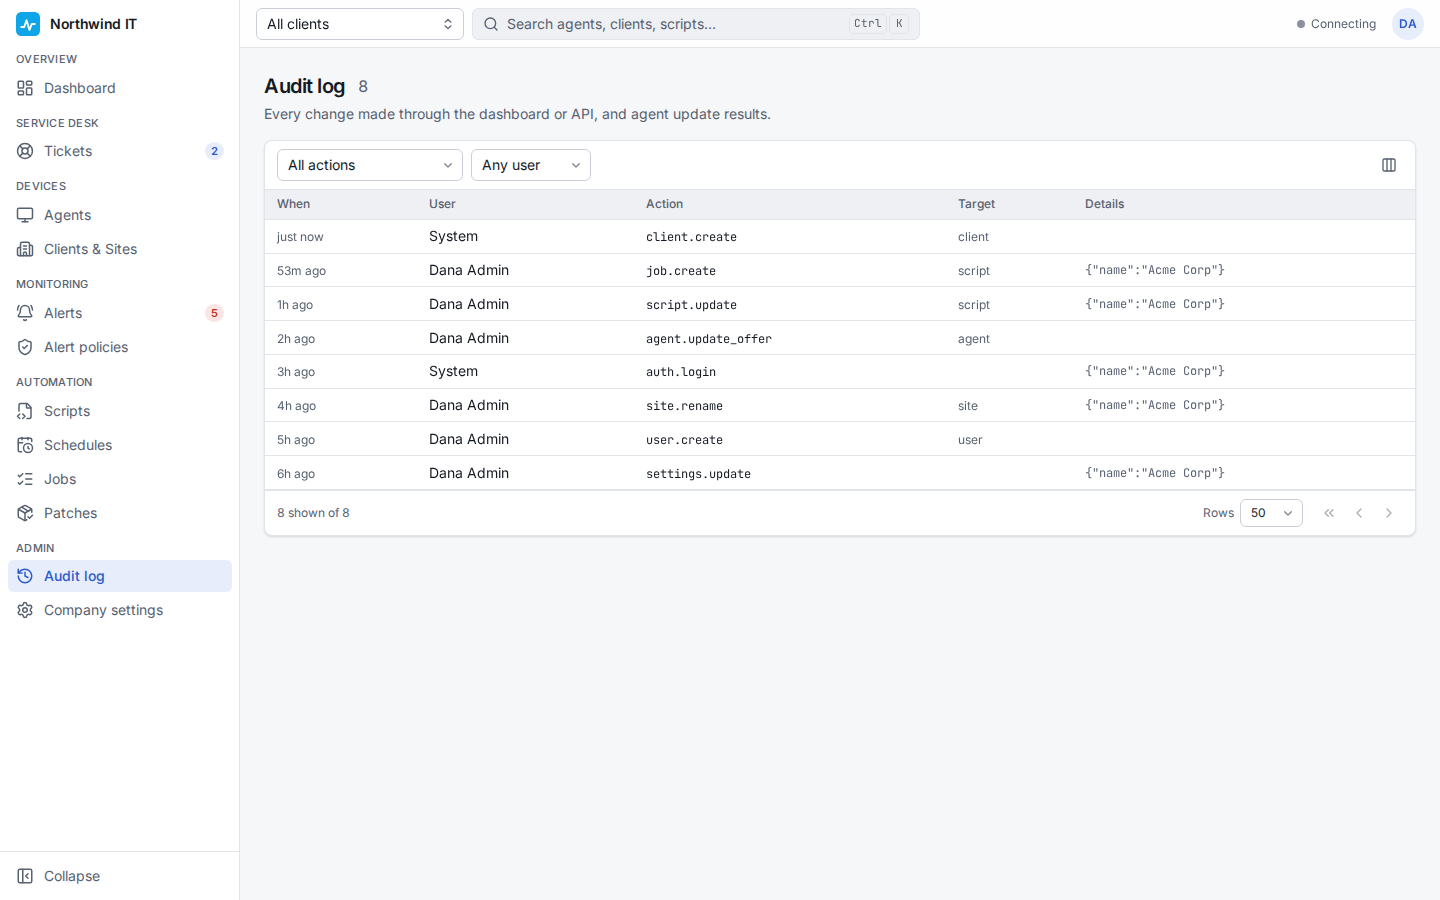 Northwind IT
OVERVIEW
Dashboard
SERVICE DESK
Tickets 2
DEVICES
Agents
Clients & Sites
MONITORING
Alerts 5
Alert policies
AUTOMATION
Scripts
Schedules
Jobs
Patches
ADMIN
Audit log
Company settings
Collapse
All clients Search agents, clients, scripts... Ctrl K Connecting DA
Audit log 8
Every change made through the dashboard or API, and agent update results.
All actions Any user
When User Action Target Details
just now System client.create client
53m ago Dana Admin job.create script {"name":"Acme Corp"}
1h ago Dana Admin script.update script {"name":"Acme Corp"}
2h ago Dana Admin agent.update_offer agent
3h ago System auth.login {"name":"Acme Corp"}
4h ago Dana Admin site.rename site {"name":"Acme Corp"}
5h ago Dana Admin user.create user
6h ago Dana Admin settings.update {"name":"Acme Corp"}
8 shown of 8 Rows 50